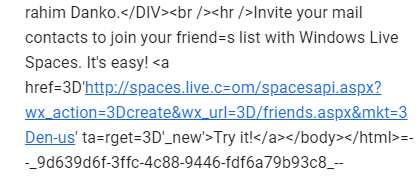 rahim Danko.</DIV><br /><hr />Invite your mail
contacts to join your friend=s list with Windows Live
Spaces. It's easy! <a
href=3D'http://spaces.live.c=om/spacesapi.aspx?
wx_action=3Dcreate&wx_url=3D/friends.aspx&mkt=3
Den-us' ta=rget=3D'_new'>Try it!</a></body></html>=-
-_9d639d6f-3ffc-4c88-9446-fdf6a79b93c8_--